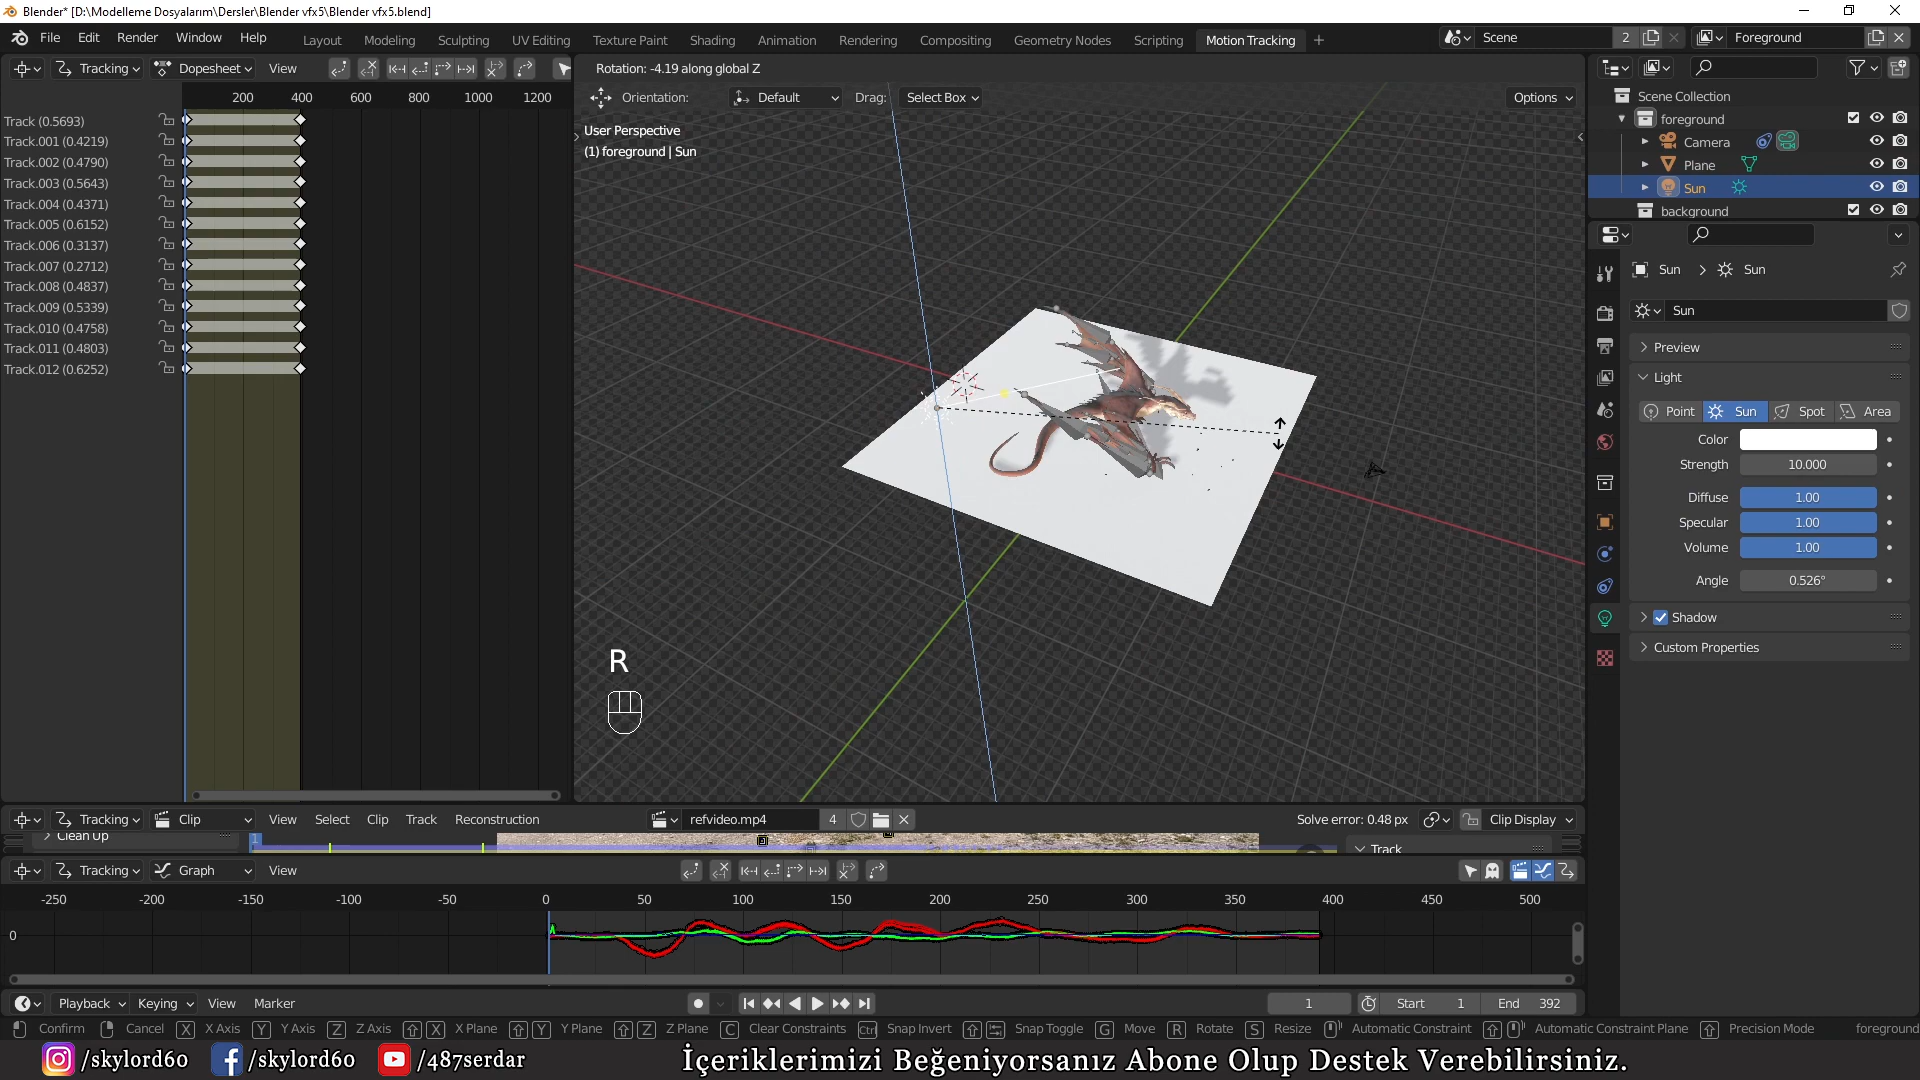 Blender* [D:\Modelleme Dosyalarım\Dersler\Blender vfx5\Blender vfx5.blend]
File Edit Render Window Help
Layout Modeling Sculpting UV Editing Texture Paint Shading Animation Rendering Compositing Geometry Nodes Scripting Motion Tracking +
Scene 2
Foreground
Tracking Dopesheet View
Rotation: -4.19 along global Z
Orientation: Default Drag: Select Box
Options
200 400 600 800 1000 1200
Track (0.5693)
Track.001 (0.4219)
Track.002 (0.4790)
Track.003 (0.5643)
Track.004 (0.4371)
Track.005 (0.6152)
Track.006 (0.3137)
Track.007 (0.2712)
Track.008 (0.4837)
Track.009 (0.5339)
Track.010 (0.4758)
Track.011 (0.4803)
Track.012 (0.6252)
User Perspective
(1) foreground | Sun
R
Scene Collection
foreground
Camera
Plane
Sun
background
Sun > Sun
Sun
Preview
Light
Point Sun Spot Area
Color
Strength 10.000
Diffuse 1.00
Specular 1.00
Volume 1.00
Angle 0.526°
Shadow
Custom Properties
Tracking Clip View Select Clip Track Reconstruction
refvideo.mp4 4
Solve error: 0.48 px
Clip Display
Clean Up
1
Track
Tracking Graph View
-250 -200 -150 -100 -50 0 50 100 150 200 250 300 350 400 450 500
0
Playback Keying View Marker
1 Start 1 End 392
Confirm Cancel X X Axis Y Y Axis Z Z Axis X X Plane Y Y Plane Z Z Plane C Clear Constraints Ctrl Snap Invert Snap Toggle G Move R Rotate S Resize Automatic Constraint Automatic Constraint Plane Precision Mode foreground
/skylord60 /skylord60 /487serdar İçeriklerimizi Beğeniyorsanız Abone Olup Destek Verebilirsiniz.